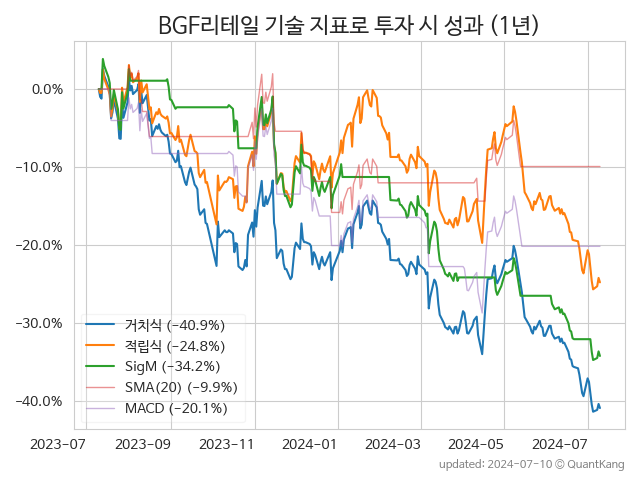 BGF리테일 기술 지표로 투자 시 성과 (1년)
0.0%
−10.0%
−20.0%
−30.0%
−40.0%
거치식 (−40.9%)
적립식 (−24.8%)
SigM (−34.2%)
SMA(20) (−9.9%)
MACD (−20.1%)
2023-07 2023-09 2023-11 2024-01 2024-03 2024-05 2024-07
updated: 2024-07-10 © QuantKang